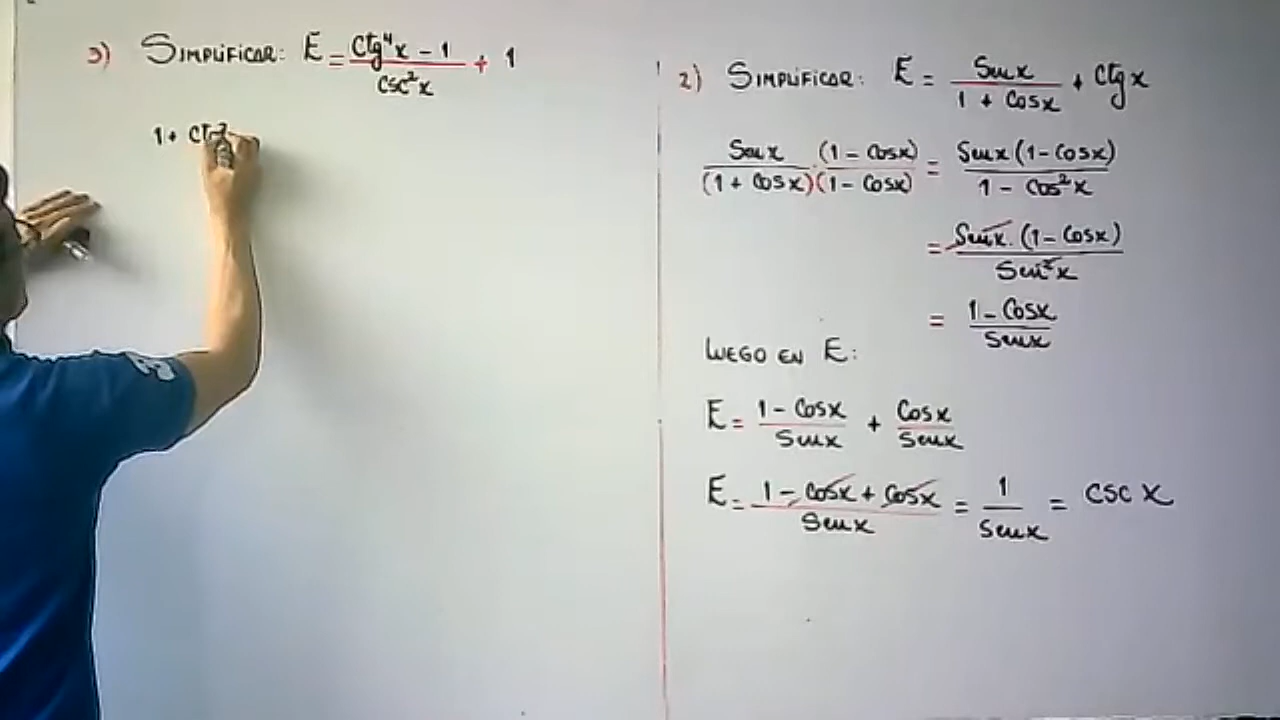 3) Simplificar: E = (Ctg⁴x - 1)/(csc²x) + 1
1 + Ctg²
2) Simplificar: E = Senx/(1 + Cosx) + Ctgx
Senx/(1 + Cosx) . (1 - Cosx)/(1 - Cosx) = Senx(1 - Cosx)/(1 - Cos²x)
= Senx.(1 - Cosx)/Sen²x
= (1 - Cosx)/Senx
Luego en E:
E = (1 - Cosx)/Senx + Cosx/Senx
E = (1 - Cosx + Cosx)/Senx = 1/Senx = csc x